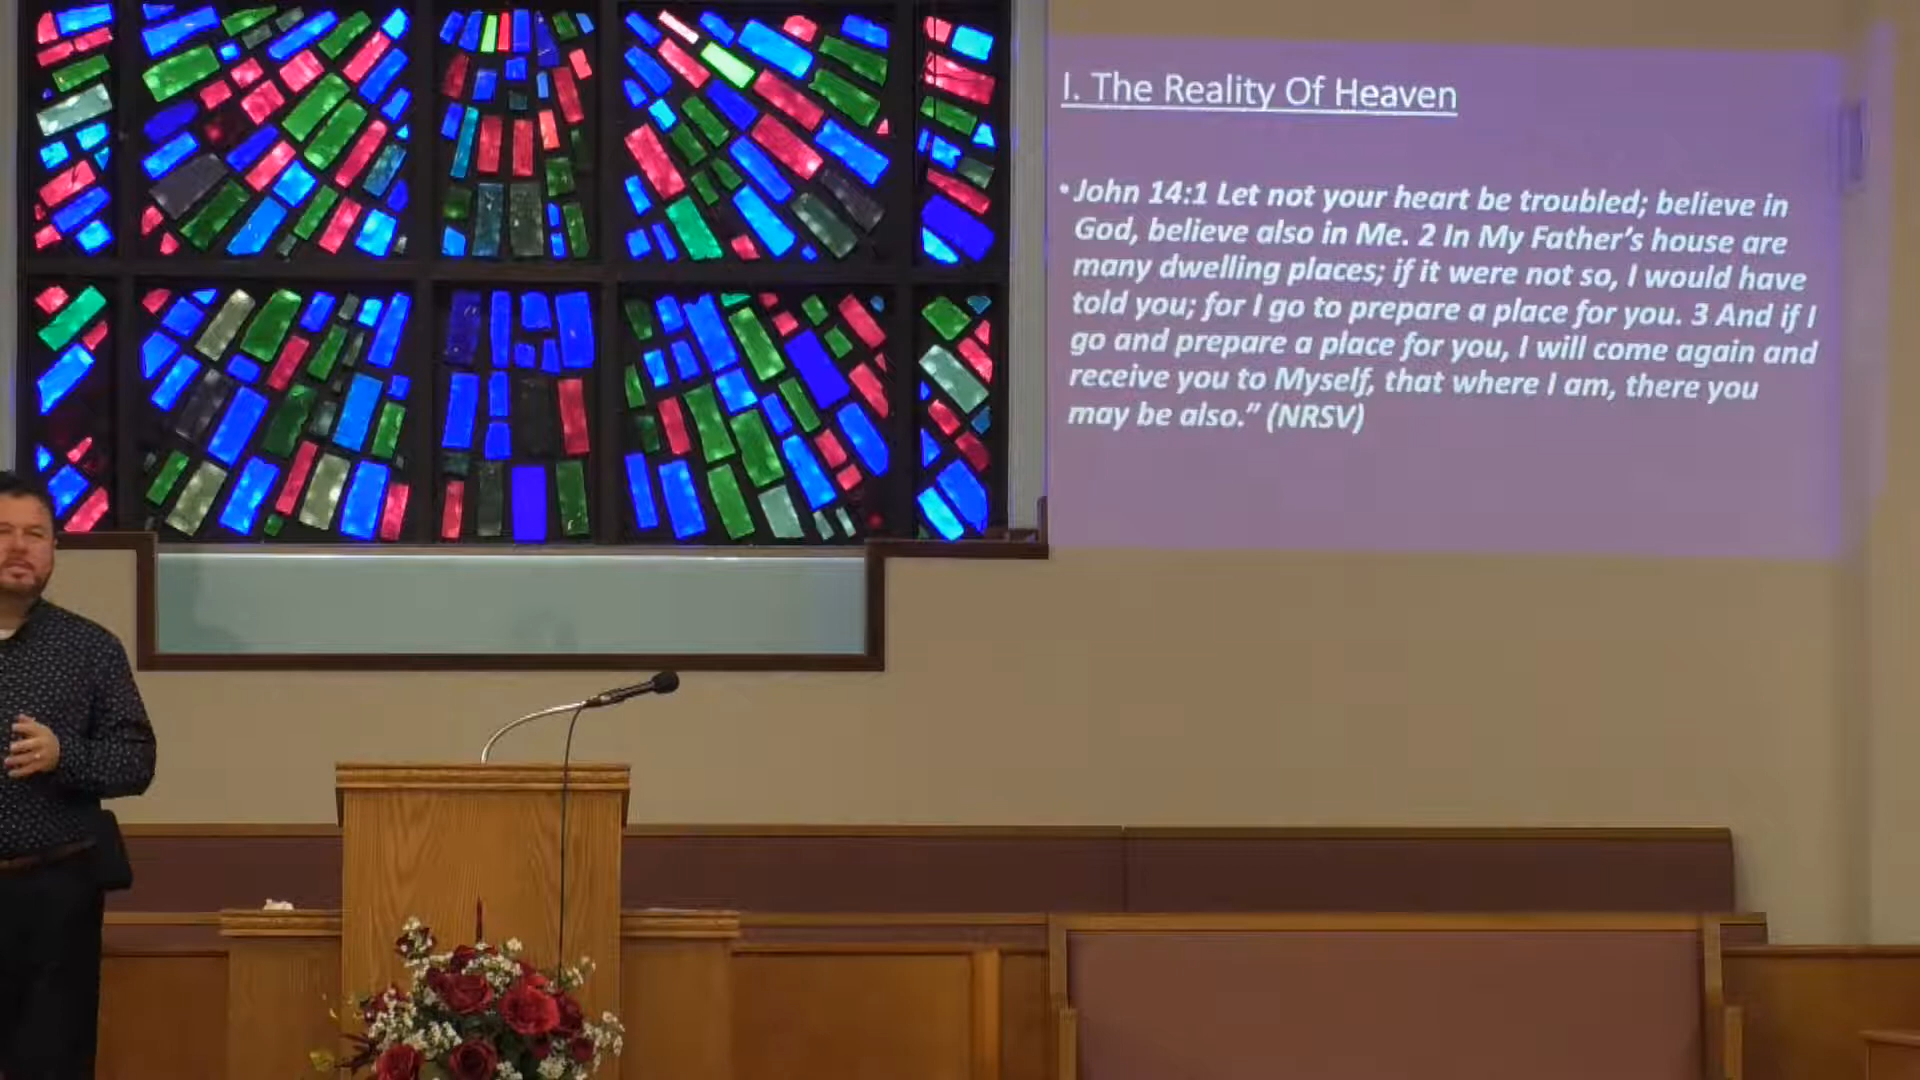 I. The Reality Of Heaven
• John 14:1 Let not your heart be troubled; believe in
God, believe also in Me. 2 In My Father's house are
many dwelling places; if it were not so, I would have
told you; for I go to prepare a place for you. 3 And if I
go and prepare a place for you, I will come again and
receive you to Myself, that where I am, there you
may be also.” (NRSV)